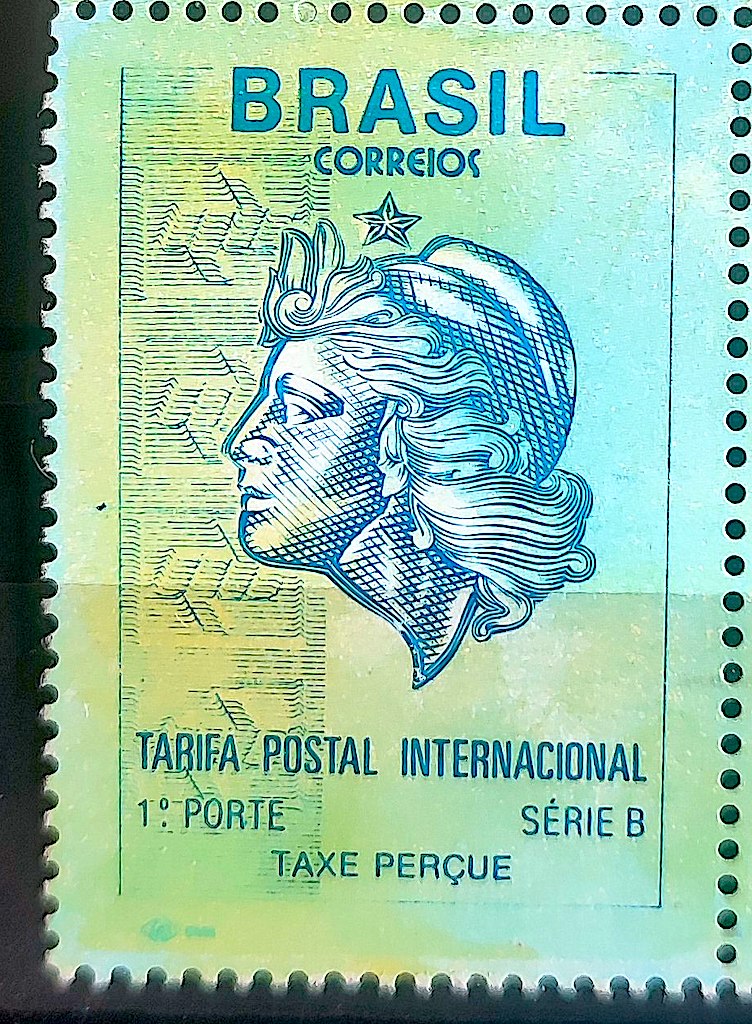 BRASIL
CORREIOS
TARIFA POSTAL INTERNACIONAL
1º PORTE SÉRIE B
TAXE PERÇUE